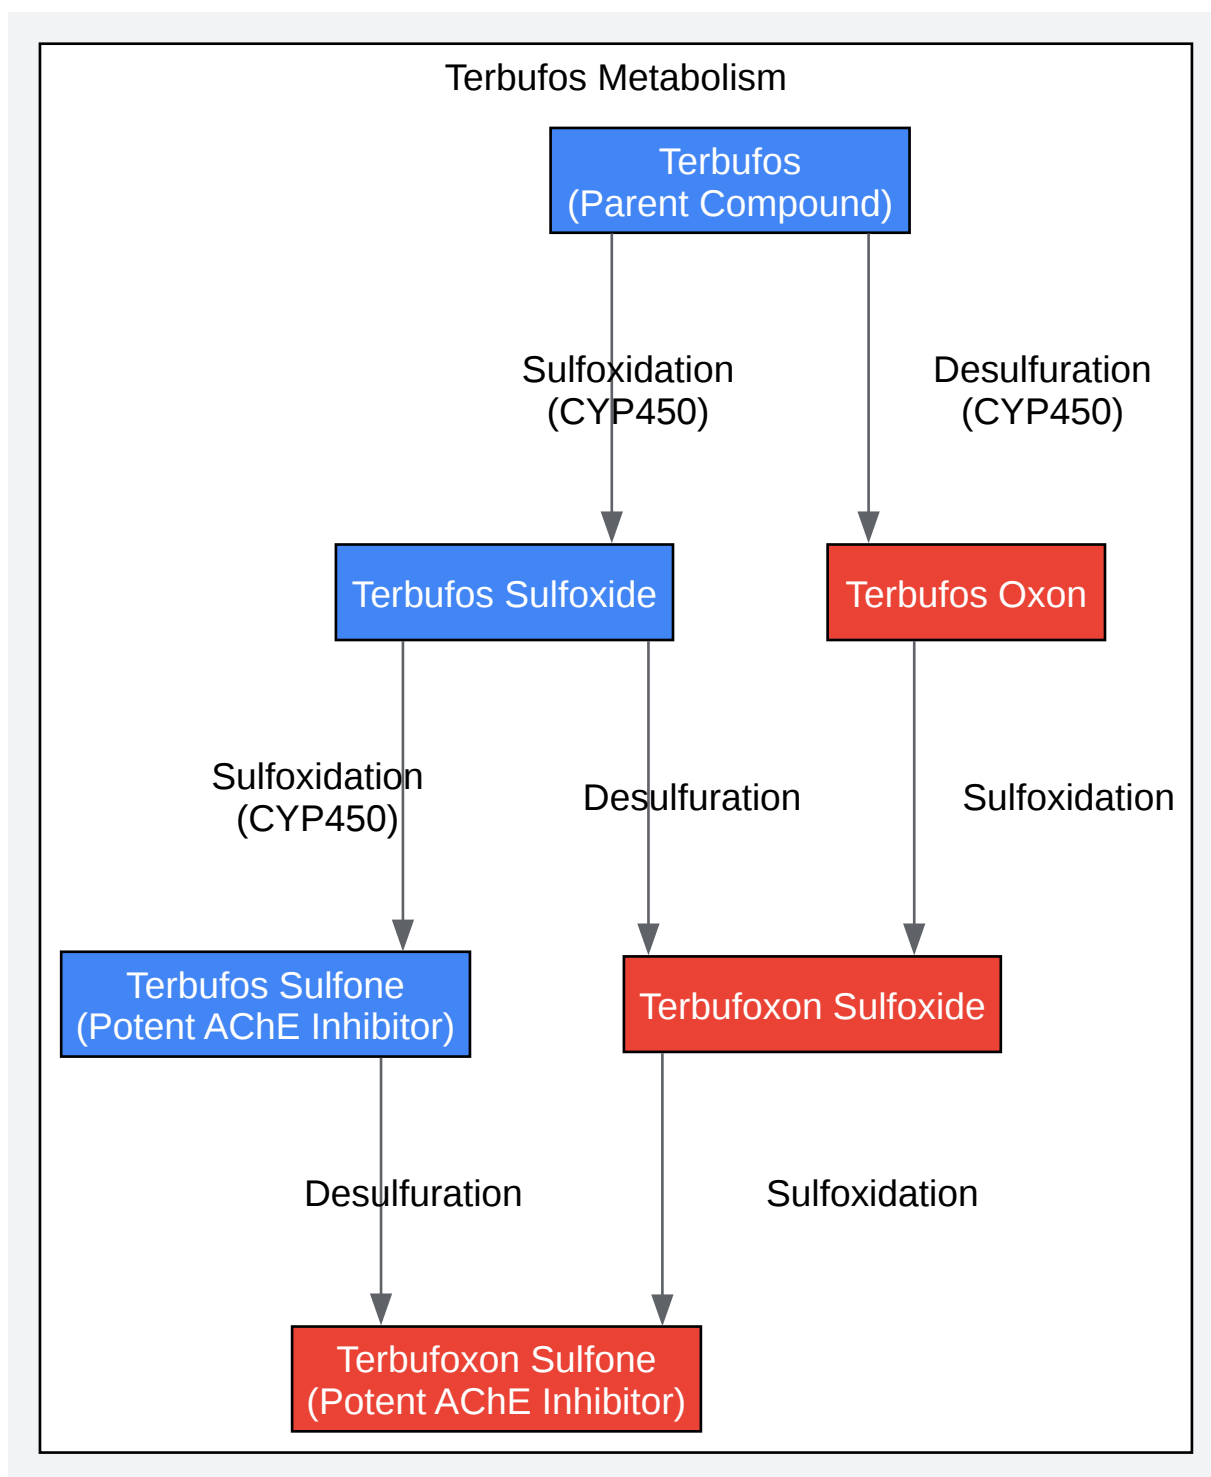 Terbufos Metabolism
Terbufos
(Parent Compound)
Sulfoxidation
(CYP450)
Desulfuration
(CYP450)
Terbufos Sulfoxide
Terbufos Oxon
Sulfoxidation
(CYP450)
Desulfuration
Sulfoxidation
Terbufos Sulfone
(Potent AChE Inhibitor)
Terbufoxon Sulfoxide
Desulfuration
Sulfoxidation
Terbufoxon Sulfone
(Potent AChE Inhibitor)